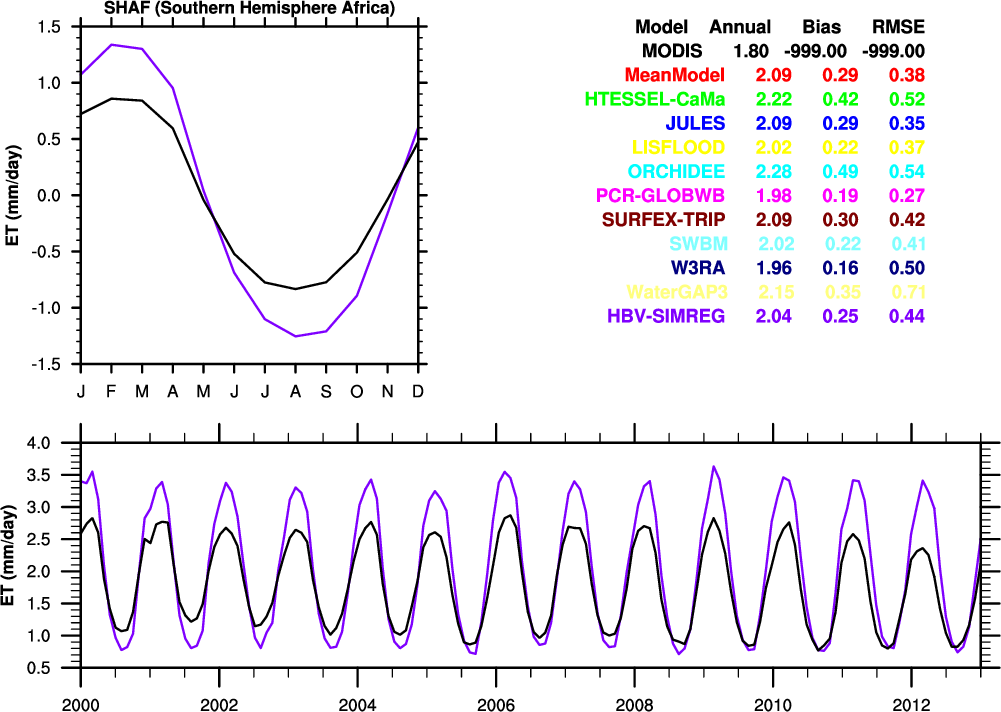 SHAF (Southern Hemisphere Africa)
1.5
1.0
0.5
0.0
-0.5
-1.0
-1.5
ET (mm/day)
J F M A M J J A S O N D
Model Annual Bias RMSE
MODIS 1.80 -999.00 -999.00
MeanModel 2.09 0.29 0.38
HTESSEL-CaMa 2.22 0.42 0.52
JULES 2.09 0.29 0.35
LISFLOOD 2.02 0.22 0.37
ORCHIDEE 2.28 0.49 0.54
PCR-GLOBWB 1.98 0.19 0.27
SURFEX-TRIP 2.09 0.30 0.42
SWBM 2.02 0.22 0.41
W3RA 1.96 0.16 0.50
WaterGAP3 2.15 0.35 0.71
HBV-SIMREG 2.04 0.25 0.44
4.0
3.5
3.0
2.5
2.0
1.5
1.0
0.5
ET (mm/day)
2000 2002 2004 2006 2008 2010 2012